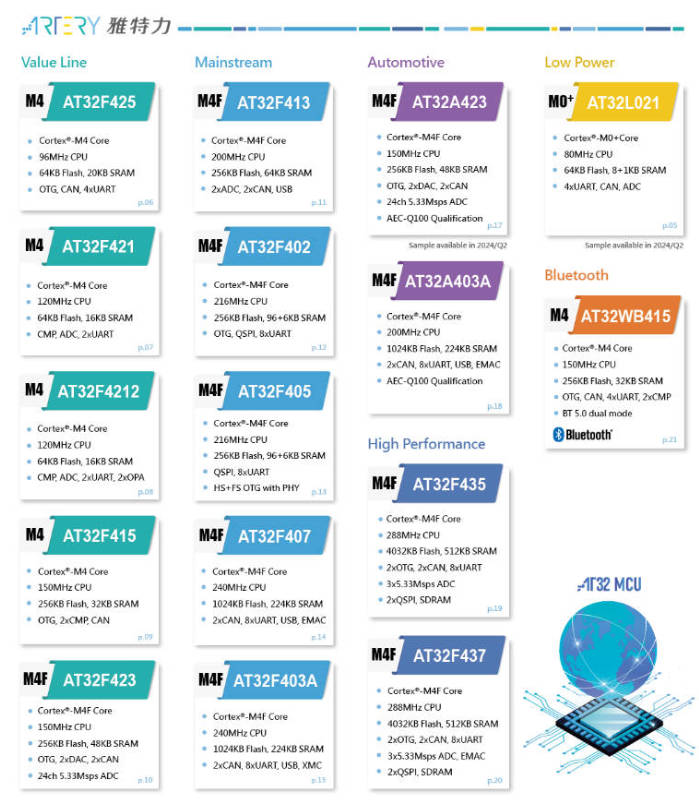 ARTERY 雅特力
Value Line
M4 AT32F425
Cortex®-M4 Core
96MHz CPU
64KB Flash, 20KB SRAM
OTG, CAN, 4xUART
p.06
M4 AT32F421
Cortex®-M4 Core
120MHz CPU
64KB Flash, 16KB SRAM
CMP, ADC, 2xUART
p.07
M4 AT32F4212
Cortex®-M4 Core
120MHz CPU
64KB Flash, 16KB SRAM
CMP, ADC, 2xUART, 2xOPA
p.08
M4 AT32F415
Cortex®-M4 Core
150MHz CPU
256KB Flash, 32KB SRAM
OTG, 2xCMP, CAN
p.09
M4F AT32F423
Cortex®-M4F Core
150MHz CPU
256KB Flash, 48KB SRAM
OTG, 2xDAC, 2xCAN
24ch 5.33Msps ADC
p.10
Mainstream
M4F AT32F413
Cortex®-M4F Core
200MHz CPU
256KB Flash, 64KB SRAM
2xADC, 2xCAN, USB
p.11
M4F AT32F402
Cortex®-M4F Core
216MHz CPU
256KB Flash, 96+6KB SRAM
OTG, QSPI, 8xUART
p.12
M4F AT32F405
Cortex®-M4F Core
216MHz CPU
256KB Flash, 96+6KB SRAM
QSPI, 8xUART
HS+FS OTG with PHY
p.13
M4F AT32F407
Cortex®-M4F Core
240MHz CPU
1024KB Flash, 224KB SRAM
2xCAN, 8xUART, USB, EMAC
p.14
M4F AT32F403A
Cortex®-M4F Core
240MHz CPU
1024KB Flash, 224KB SRAM
2xCAN, 8xUART, USB, XMC
p.15
Automotive
M4F AT32A423
Cortex®-M4F Core
150MHz CPU
256KB Flash, 48KB SRAM
OTG, 2xDAC, 2xCAN
24ch 5.33Msps ADC
AEC-Q100 Qualification
p.17
Sample available in 2024/Q2
M4F AT32A403A
Cortex®-M4F Core
200MHz CPU
1024KB Flash, 224KB SRAM
2xCAN, 8xUART, USB, EMAC
AEC-Q100 Qualification
p.18
High Performance
M4F AT32F435
Cortex®-M4F Core
288MHz CPU
4032KB Flash, 512KB SRAM
2xOTG, 2xCAN, 8xUART
3x5.33Msps ADC
2xQSPI, SDRAM
p.19
M4F AT32F437
Cortex®-M4F Core
288MHz CPU
4032KB Flash, 512KB SRAM
2xOTG, 2xCAN, 8xUART
3x5.33Msps ADC, EMAC
2xQSPI, SDRAM
p.20
Low Power
M0+ AT32L021
Cortex®-M0+Core
80MHz CPU
64KB Flash, 8+1KB SRAM
4xUART, CAN, ADC
p.05
Sample available in 2024/Q2
Bluetooth
M4 AT32WB415
Cortex®-M4 Core
150MHz CPU
256KB Flash, 32KB SRAM
OTG, CAN, 4xUART, 2xCMP
BT 5.0 dual mode
Bluetooth®
p.21
AT32 MCU